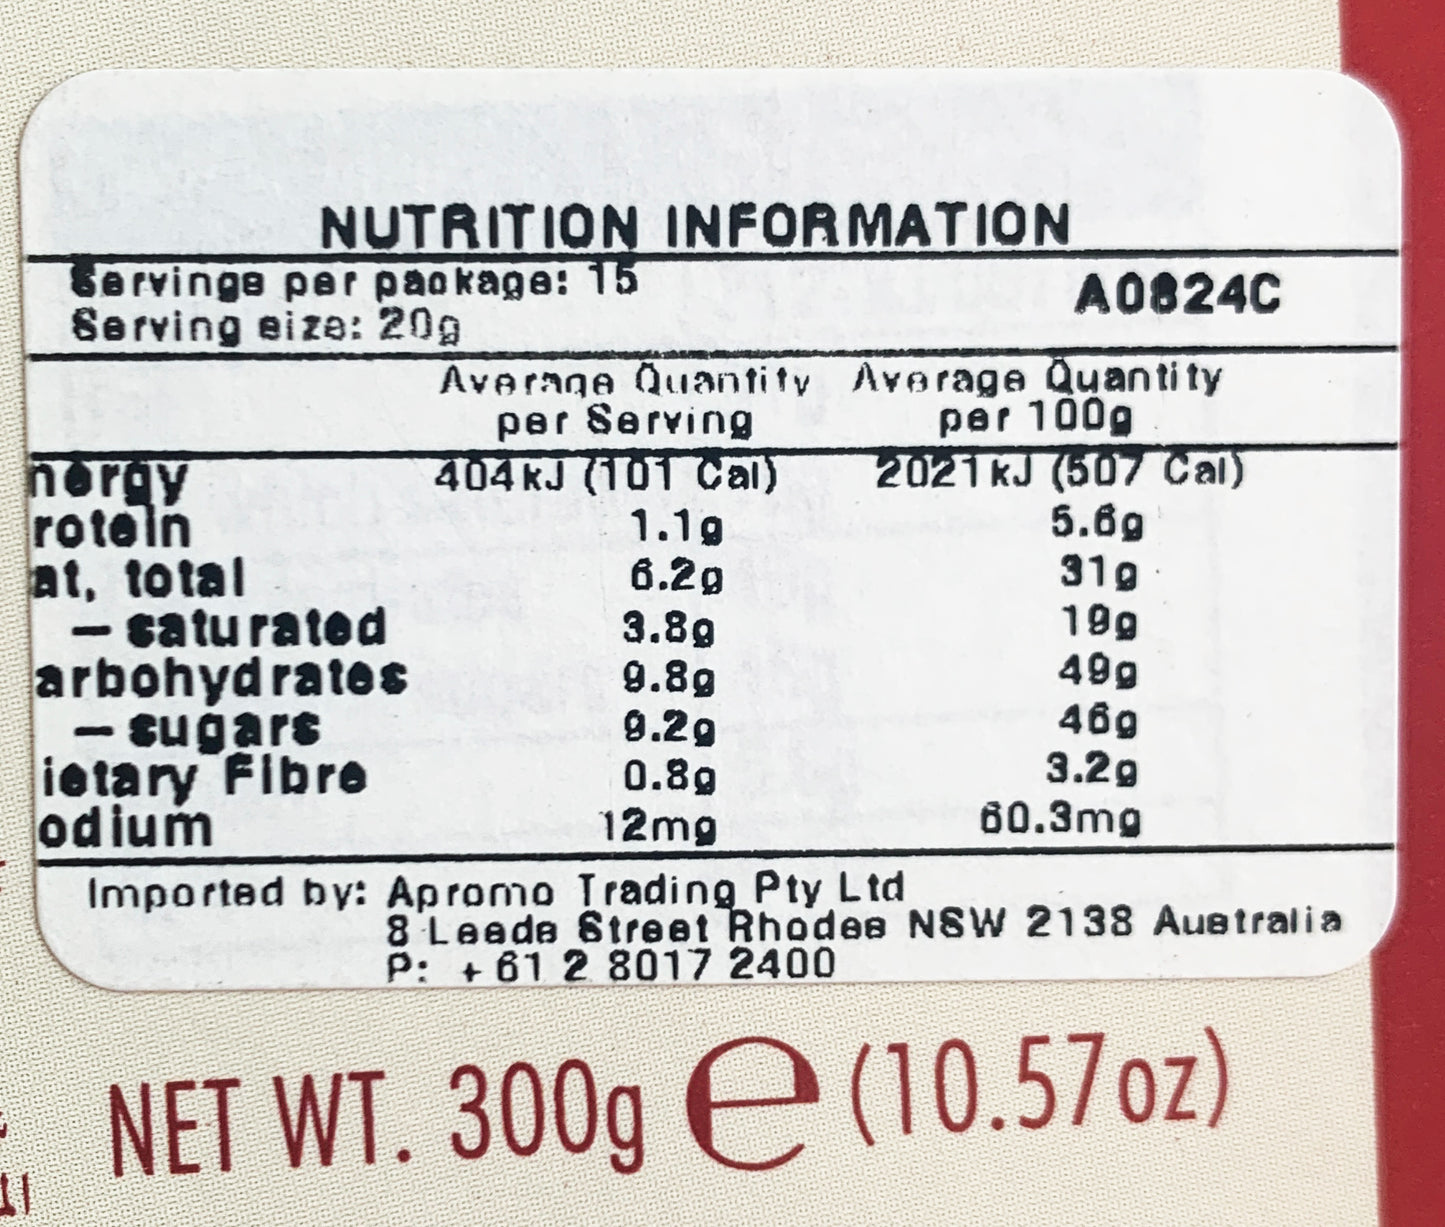 NUTRITION INFORMATION
Servings per package: 15
A0824C
Serving size: 20g
Average Quantity Average Quantity
per Serving per 100g
nergy 404kJ (101 Cal) 2021kJ (507 Cal)
rotein 1.1g 5.6g
at, total 6.2g 31g
– saturated 3.8g 19g
arbohydrates 9.8g 49g
– sugars 9.2g 46g
ietary Fibre 0.8g 3.2g
odium 12mg 60.3mg
Imported by: Apromo Trading Pty Ltd
8 Leeds Street Rhodes NSW 2138 Australia
P: +61 2 8017 2400
NET WT. 300g e (10.57oz)